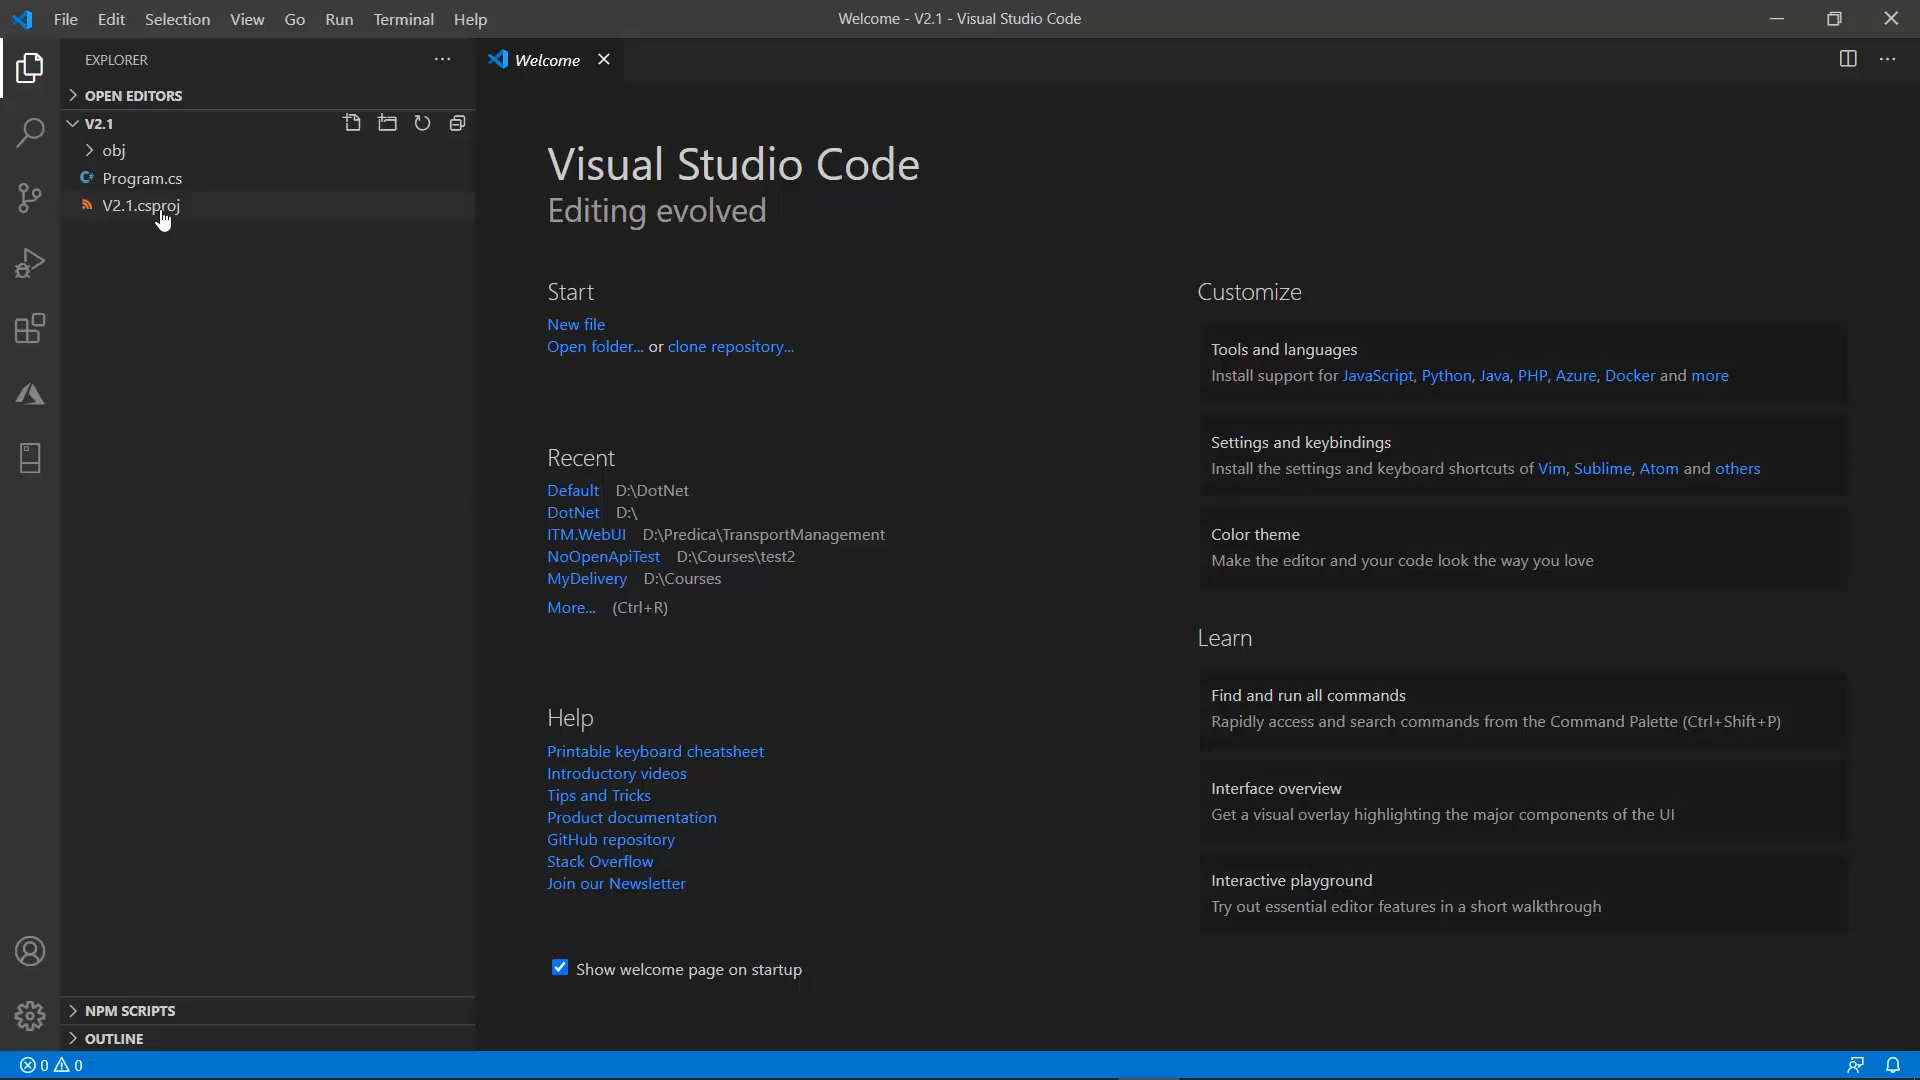 File Edit Selection View Go Run Terminal Help
Welcome - V2.1 - Visual Studio Code
EXPLORER
OPEN EDITORS
V2.1
obj
Program.cs
V2.1.csproj
NPM SCRIPTS
OUTLINE
Welcome
Visual Studio Code
Editing evolved
Start
New file
Open folder... or clone repository...
Recent
Default D:\DotNet
DotNet D:\
ITM.WebUI D:\Predica\TransportManagement
NoOpenApiTest D:\Courses\test2
MyDelivery D:\Courses
More... (Ctrl+R)
Help
Printable keyboard cheatsheet
Introductory videos
Tips and Tricks
Product documentation
GitHub repository
Stack Overflow
Join our Newsletter
Show welcome page on startup
Customize
Tools and languages
Install support for JavaScript, Python, Java, PHP, Azure, Docker and more
Settings and keybindings
Install the settings and keyboard shortcuts of Vim, Sublime, Atom and others
Color theme
Make the editor and your code look the way you love
Learn
Find and run all commands
Rapidly access and search commands from the Command Palette (Ctrl+Shift+P)
Interface overview
Get a visual overlay highlighting the major components of the UI
Interactive playground
Try out essential editor features in a short walkthrough
0 0